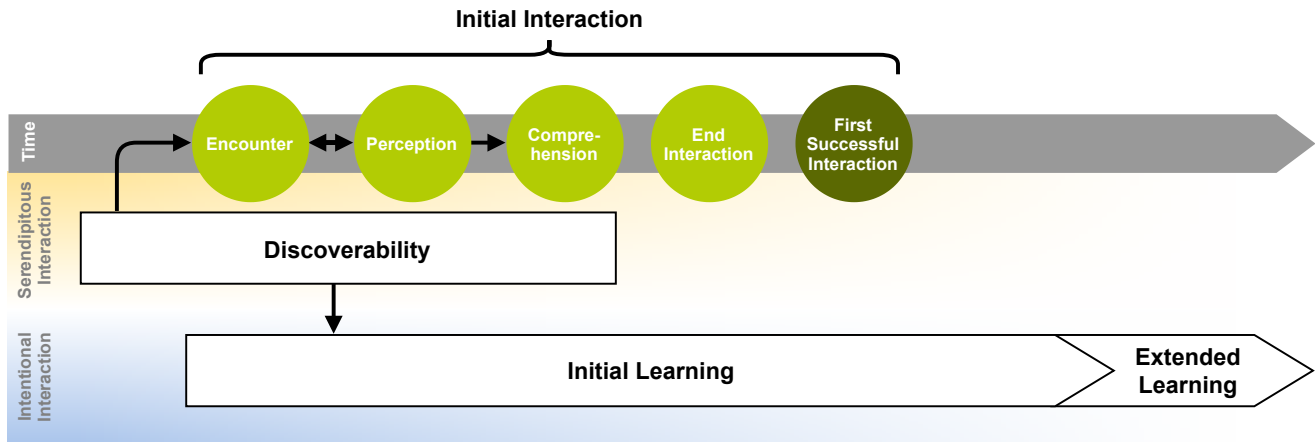 Initial Interaction
Time
Encounter
Perception
Compre-
hension
End
Interaction
First
Successful
Interaction
Serendipitous
Interaction
Discoverability
Intentional
Interaction
Initial Learning
Extended
Learning